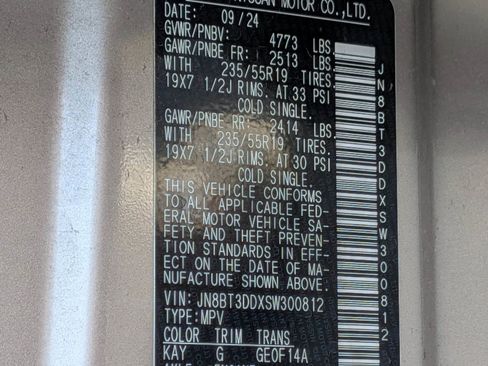 MOTOR CO.,LTD.
DATE: 09/24
GVWR/PNBV: 4773 LBS
GAWR/PNBE FR: 2513 LBS
WITH 235/55R19 TIRES.
19X7 1/2J RIMS. AT 33 PSI
COLD SINGLE.
GAWR/PNBE RR: 2414 LBS
WITH 235/55R19 TIRES.
19X7 1/2J RIMS. AT 30 PSI
COLD SINGLE.
THIS VEHICLE CONFORMS
TO ALL APPLICABLE FED-
ERAL MOTOR VEHICLE SA-
FETY AND THEFT PREVEN-
TION STANDARDS IN EFF-
ECT ON THE DATE OF MA-
NUFACTURE SHOWN ABOVE.
VIN: JN8BT3DDXSW300812
TYPE: MPV
COLOR TRIM TRANS
KAY G GE0F14A
JN8BT3DDXSW300812